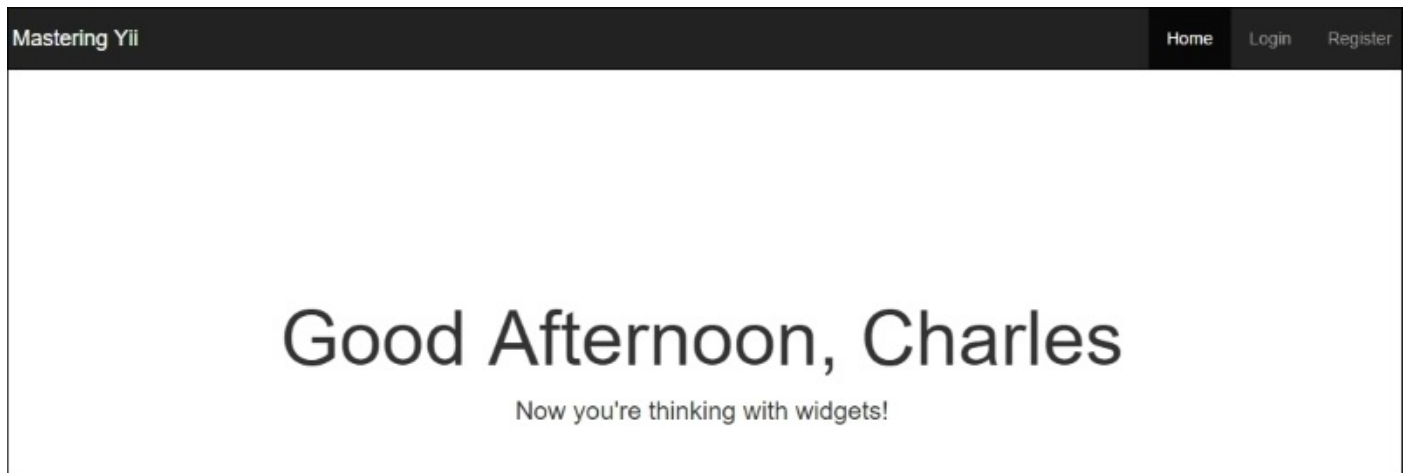 Mastering Yii
Home
Login
Register
Good Afternoon, Charles
Now you're thinking with widgets!